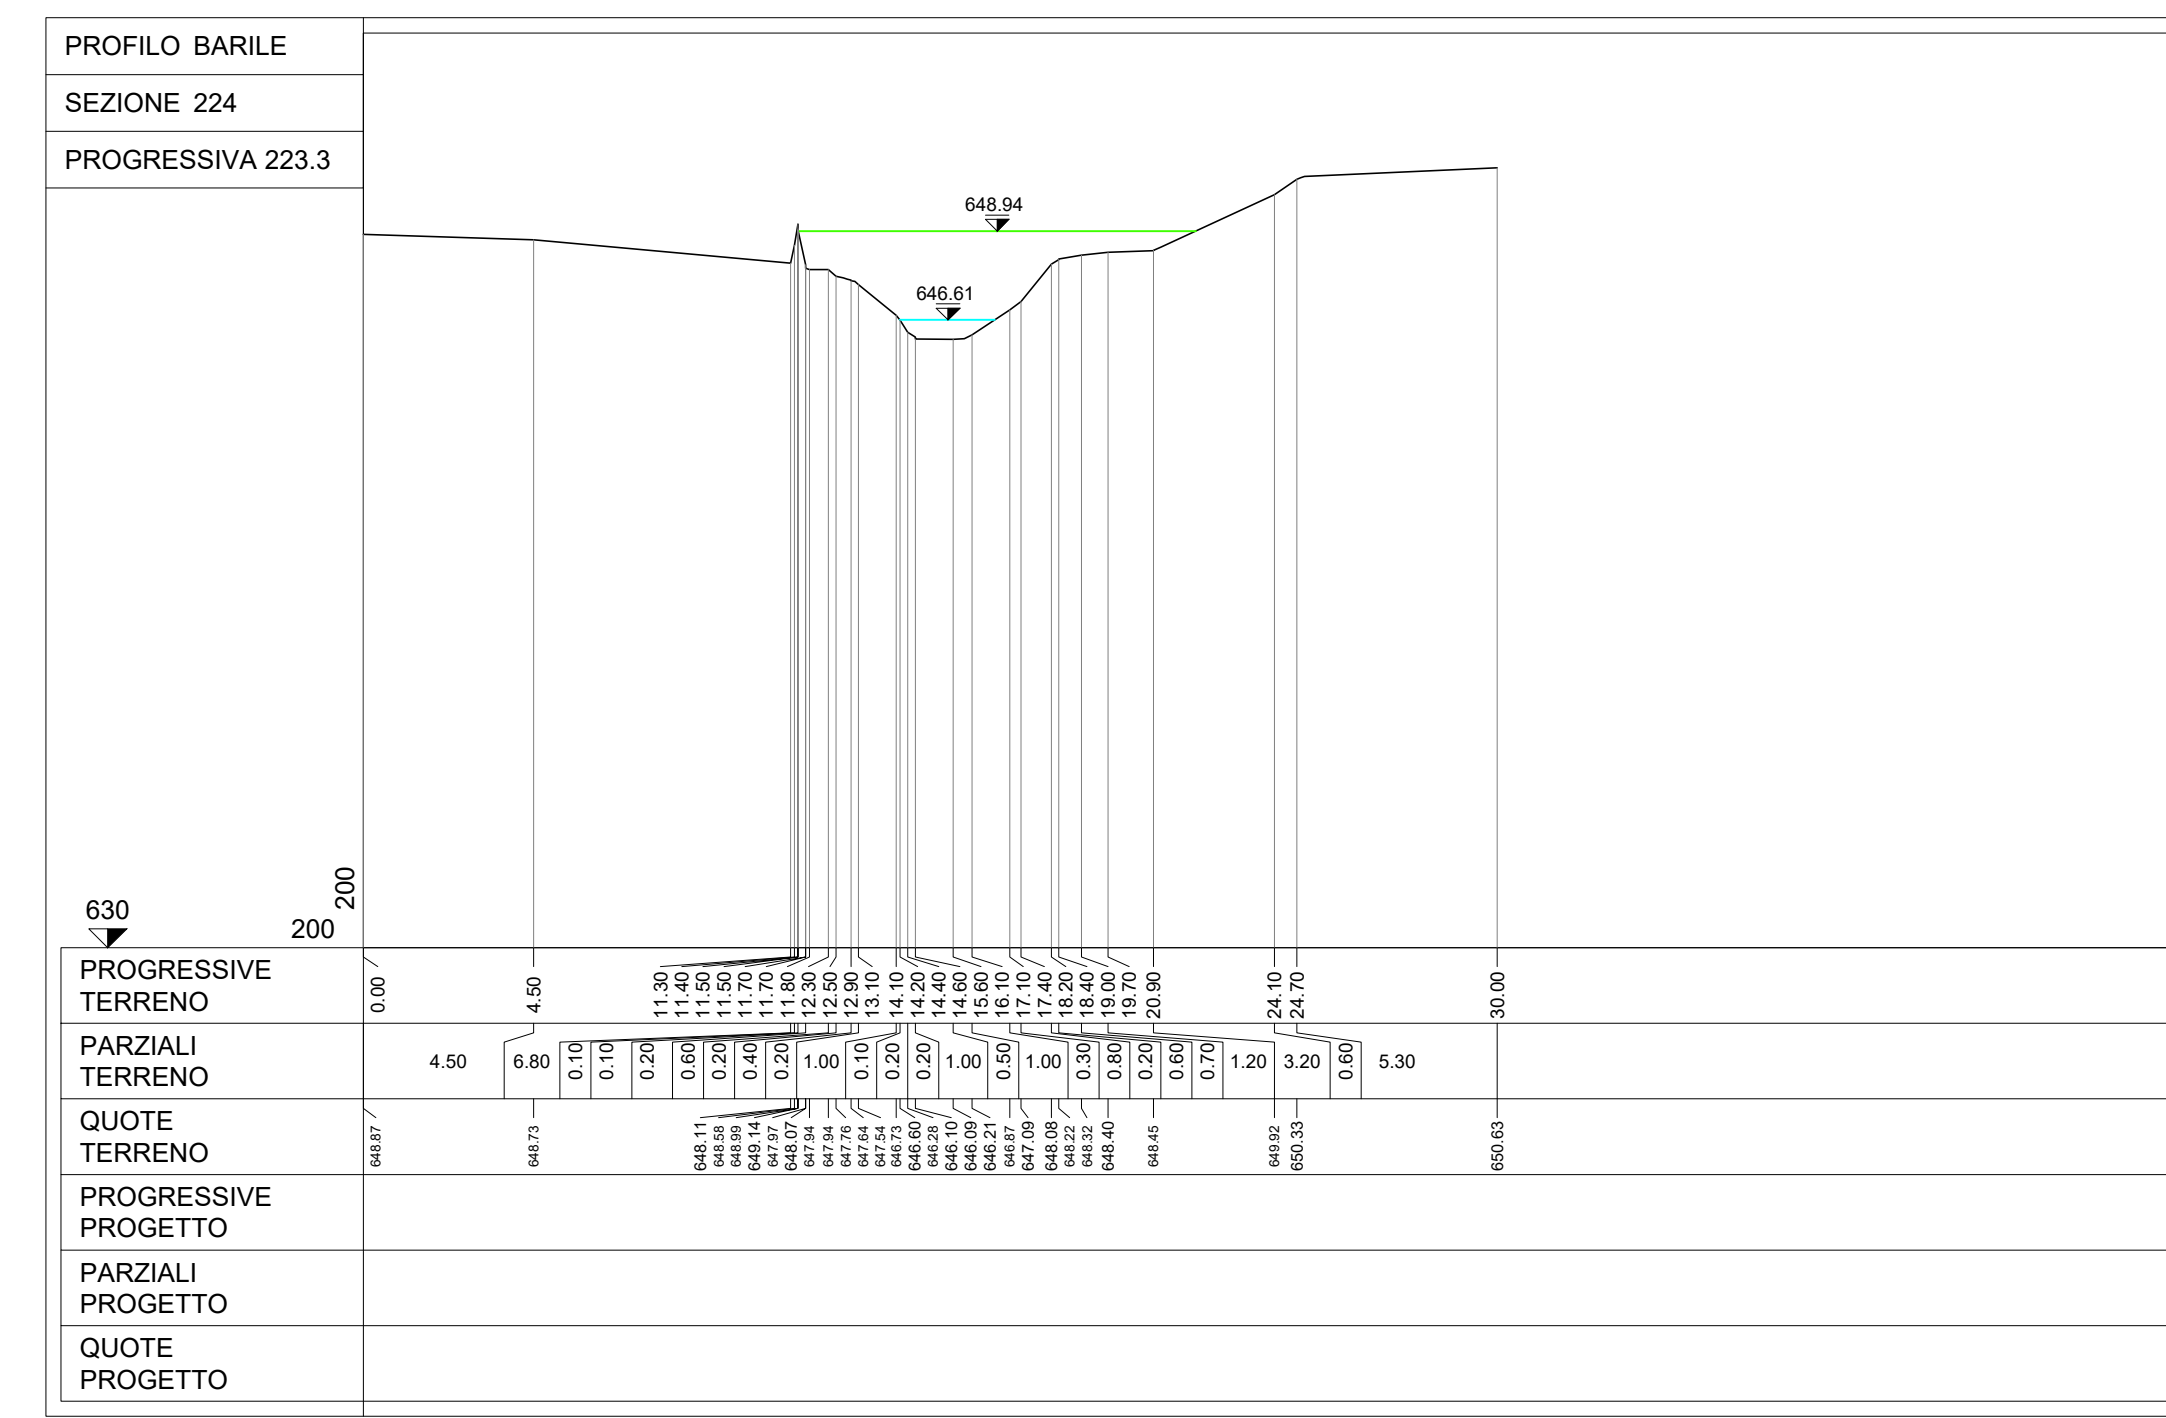 PROFILO BARILE
SEZIONE 224
PROGRESSIVA 223.3
648.94
646.61
200
630
200
PROGRESSIVE
TERRENO
0.00 4.50 11.30 11.40 11.50 11.50 11.70 11.70 11.80 12.30 12.50 12.90 13.10 14.10 14.20 14.40 14.60 15.60 16.10 17.10 17.40 18.20 18.40 19.00 19.70 20.90 24.10 24.70 30.00
PARZIALI
TERRENO
4.50 6.80 0.10 0.10 0.20 0.60 0.20 0.40 0.20 1.00 0.10 0.20 0.20 1.00 0.50 1.00 0.30 0.80 0.20 0.60 0.70 1.20 3.20 0.60 5.30
QUOTE
TERRENO
648.87 648.73 648.11 648.58 648.99 649.14 647.97 648.07 647.94 647.94 647.76 647.64 647.54 646.73 646.60 646.28 646.10 646.09 646.21 646.87 647.09 648.08 648.22 648.32 648.40 648.45 649.92 650.33 650.63
PROGRESSIVE
PROGETTO
PARZIALI
PROGETTO
QUOTE
PROGETTO